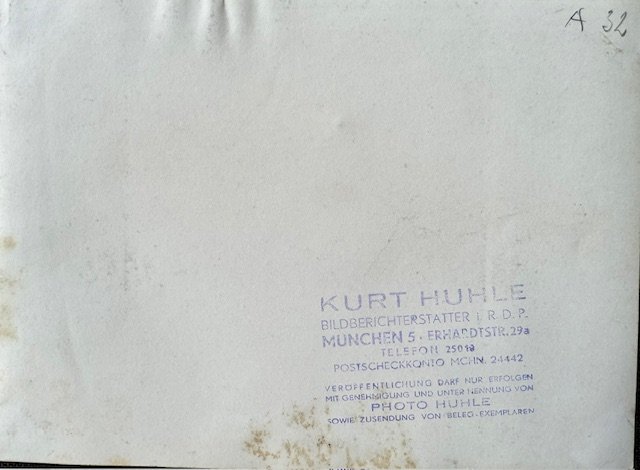 A 32
KURT HUHLE
BILDBERICHTERSTATTER I. R. D. P.
MÜNCHEN 5 · ERHARDTSTR. 29a
TELEFON 25018
POSTSCHECKKONTO MCHN. 24442
VERÖFFENTLICHUNG DARF NUR ERFOLGEN
MIT GENEHMIGUNG UND UNTER NENNUNG VON
PHOTO HUHLE
SOWIE ZUSENDUNG VON BELEG-EXEMPLAREN